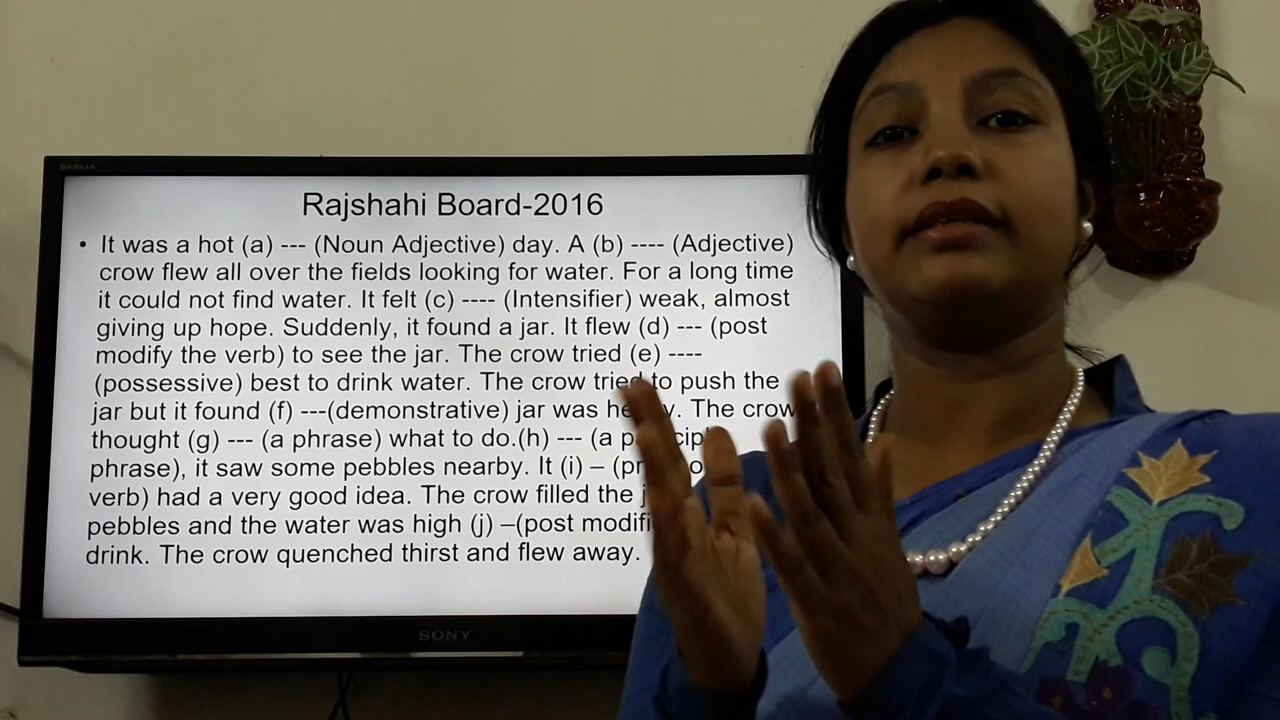 BRAVIA
Rajshahi Board-2016
• It was a hot (a) --- (Noun Adjective) day. A (b) ---- (Adjective)
crow flew all over the fields looking for water. For a long time
it could not find water. It felt (c) ---- (Intensifier) weak, almost
giving up hope. Suddenly, it found a jar. It flew (d) --- (post
modify the verb) to see the jar. The crow tried (e) ----
(possessive) best to drink water. The crow tried to push the
jar but it found (f) ---(demonstrative) jar was The crow
thought (g) --- (a phrase) what to do.(h) --- (a
phrase), it saw some pebbles nearby. It (i) –
verb) had a very good idea. The crow filled the
pebbles and the water was high (j) –(post
drink. The crow quenched thirst and flew away.
SONY